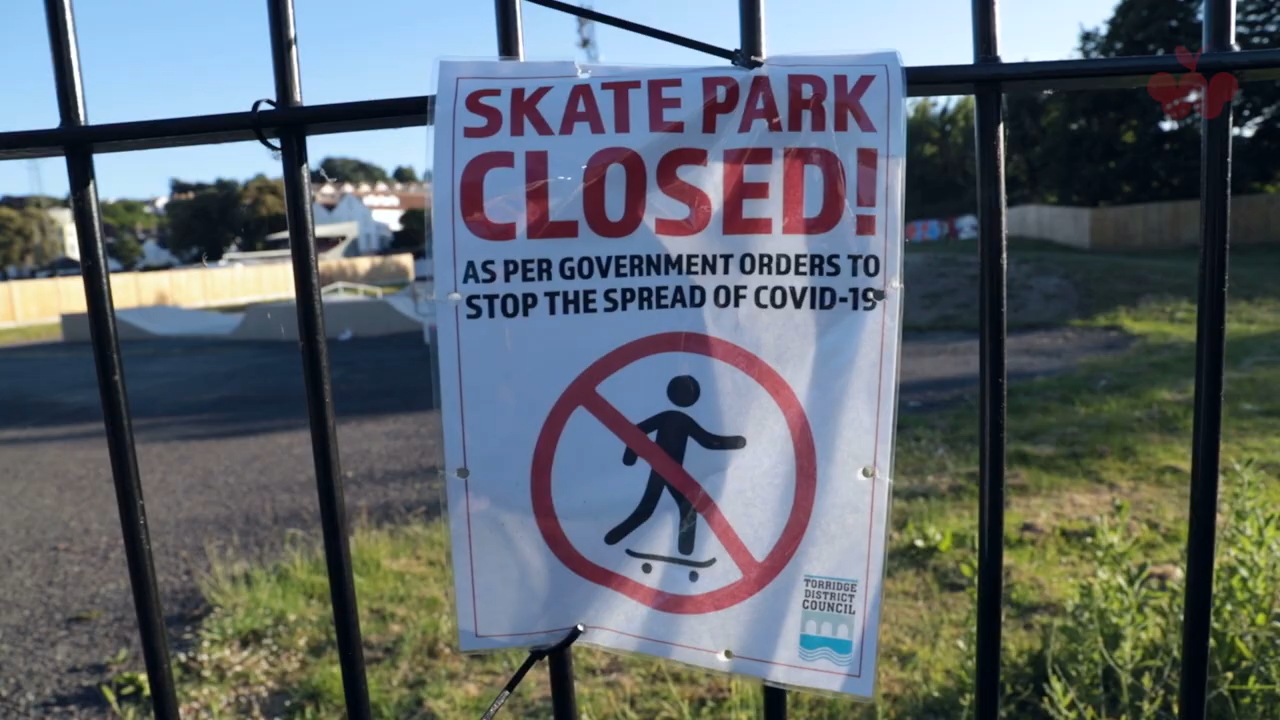 SKATE PARK
CLOSED!
AS PER GOVERNMENT ORDERS TO
STOP THE SPREAD OF COVID-19
TORRIDGE
DISTRICT
COUNCIL